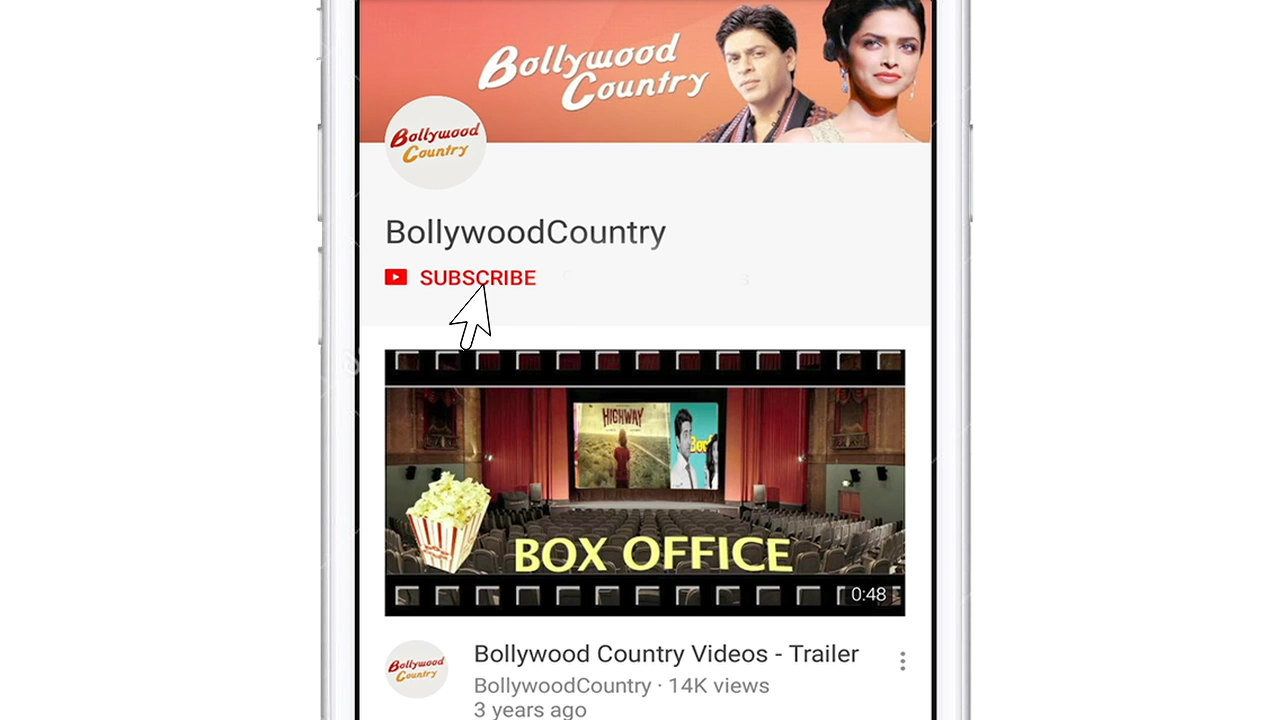 Bollywood
Country
Bollywood
Country
BollywoodCountry
SUBSCRIBE
HIGHWAY
BOX OFFICE
0:48
Bollywood
Country
Bollywood Country Videos - Trailer
BollywoodCountry · 14K views
3 years ago